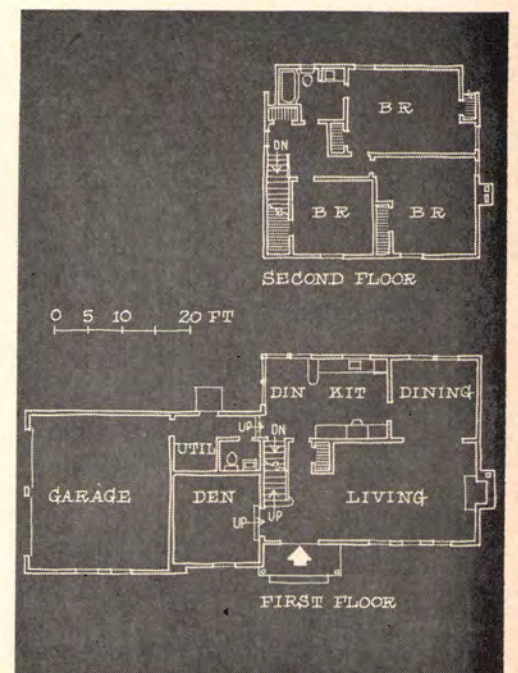 BR
DN
BR
BR
SECOND FLOOR
0 5 10 20 FT
DIN KIT DINING
UP DN
UTIL
GARAGE DEN LIVING
UP UP
FIRST FLOOR